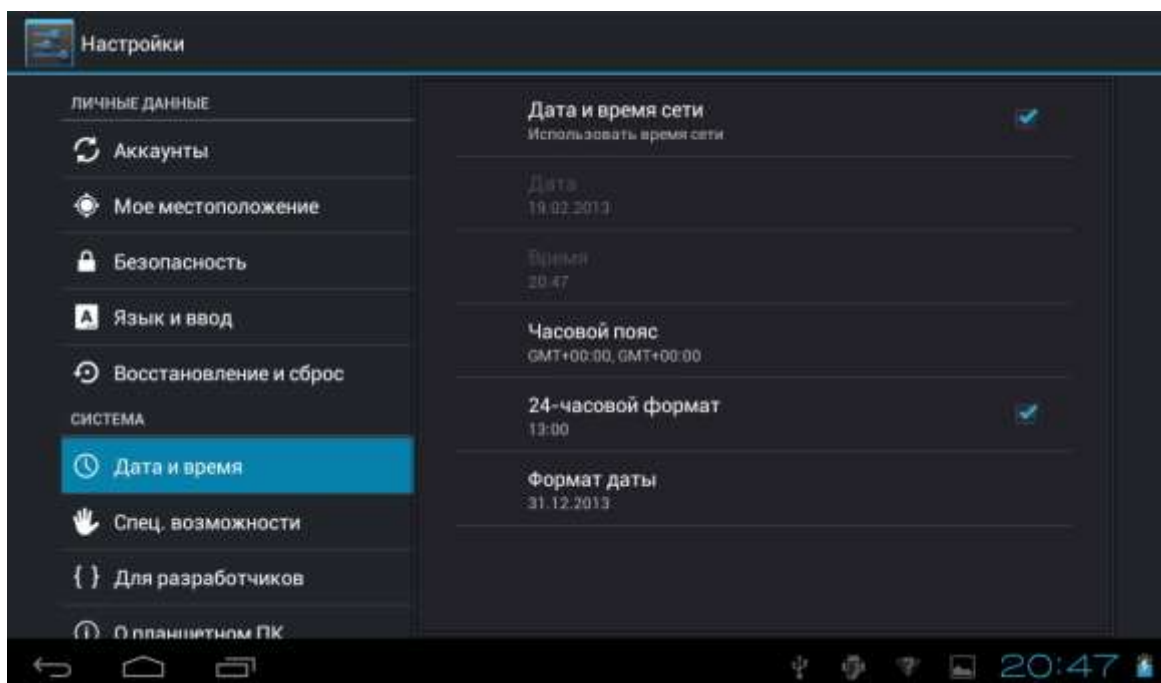 Настройки
ЛИЧНЫЕ ДАННЫЕ
Аккаунты
Мое местоположение
Безопасность
Язык и ввод
Восстановление и сброс
СИСТЕМА
Дата и время
Спец. возможности
{ } Для разработчиков
О планшетном ПК
Дата и время сети
Использовать время сети
Дата
19.02.2013
Время
20:47
Часовой пояс
GMT+00:00, GMT+00:00
24-часовой формат
13:00
Формат даты
31.12.2013
20:47